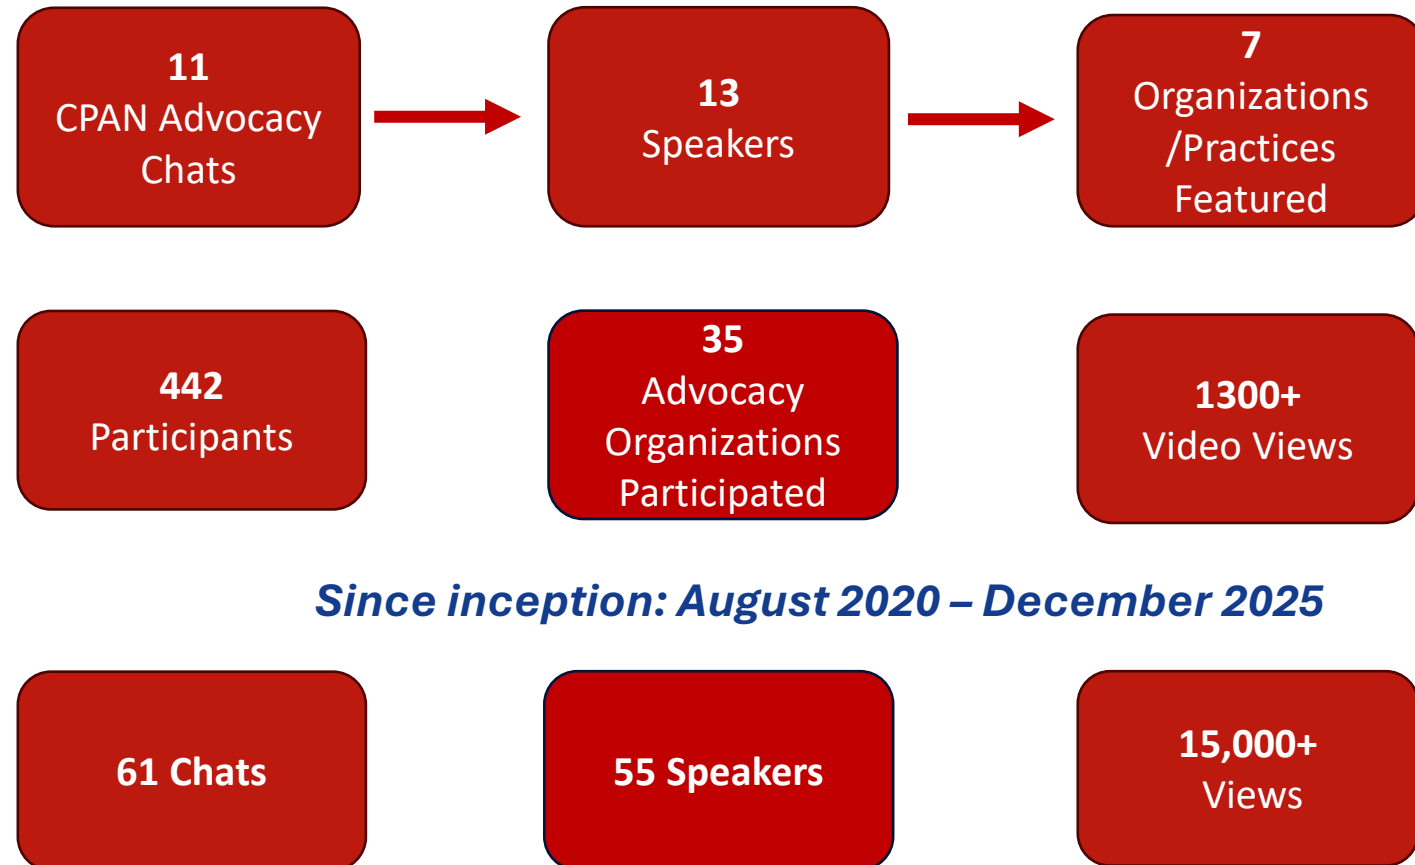 11
CPAN Advocacy
Chats
13
Speakers
7
Organizations
/Practices
Featured
442
Participants
35
Advocacy
Organizations
Participated
1300+
Video Views
Since inception: August 2020 – December 2025
61 Chats
55 Speakers
15,000+
Views